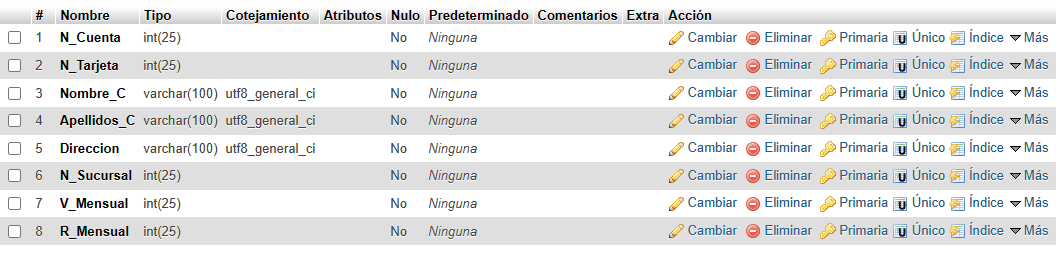 # Nombre Tipo Cotejamiento Atributos Nulo Predeterminado Comentarios Extra Acción
1 N_Cuenta int(25) No Ninguna Cambiar Eliminar Primaria Único Índice Más
2 N_Tarjeta int(25) No Ninguna Cambiar Eliminar Primaria Único Índice Más
3 Nombre_C varchar(100) utf8_general_ci No Ninguna Cambiar Eliminar Primaria Único Índice Más
4 Apellidos_C varchar(100) utf8_general_ci No Ninguna Cambiar Eliminar Primaria Único Índice Más
5 Direccion varchar(100) utf8_general_ci No Ninguna Cambiar Eliminar Primaria Único Índice Más
6 N_Sucursal int(25) No Ninguna Cambiar Eliminar Primaria Único Índice Más
7 V_Mensual int(25) No Ninguna Cambiar Eliminar Primaria Único Índice Más
8 R_Mensual int(25) No Ninguna Cambiar Eliminar Primaria Único Índice Más